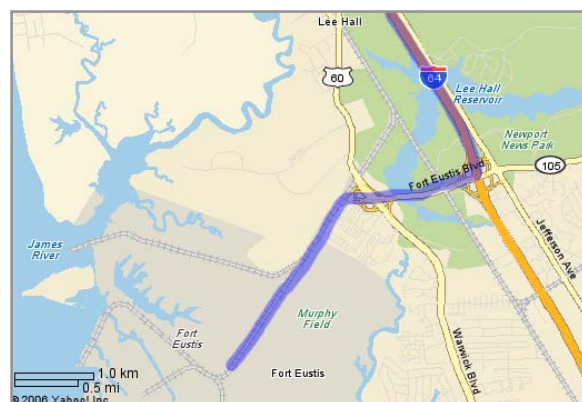 Lee Hall
60
64
Lee Hall
Reservoir
Newport
News Park
Fort Eustis Blvd
105
Jefferson Ave
James
River
Murphy
Field
Fort
Eustis
Fort Eustis
Warwick Blvd
1.0 km
0.5 mi
©2006 Yahoo! Inc